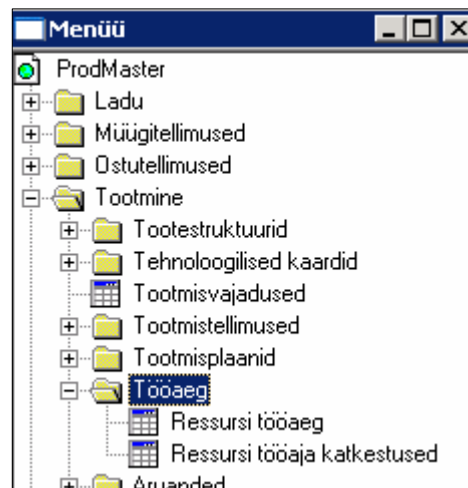 Menüü
ProdMaster
Ladu
Müügitellimused
Ostutellimused
Tootmine
Tootestruktuurid
Tehnoloogilised kaardid
Tootmisvajadused
Tootmistellimused
Tootmisplaanid
Tööaeg
Ressursi tööaeg
Ressursi tööaja katkestused
Aruanded